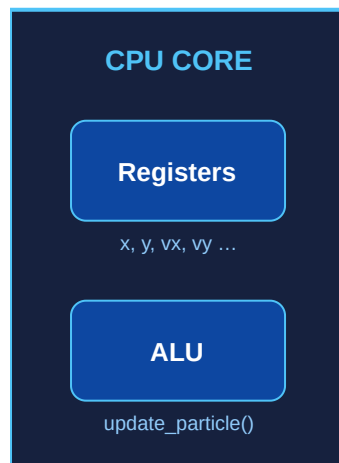 CPU CORE
Registers
x, y, vx, vy …
ALU
update_particle()